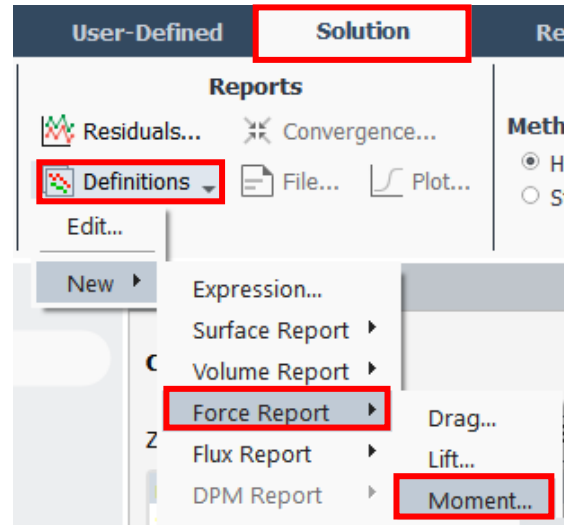 User-Defined Solution Re
Reports
Residuals... Convergence... Meth
Definitions File... Plot... H
S
Edit...
New
Expression...
Surface Report
C
Volume Report
Force Report Drag...
Z
Flux Report Lift...
DPM Report Moment...